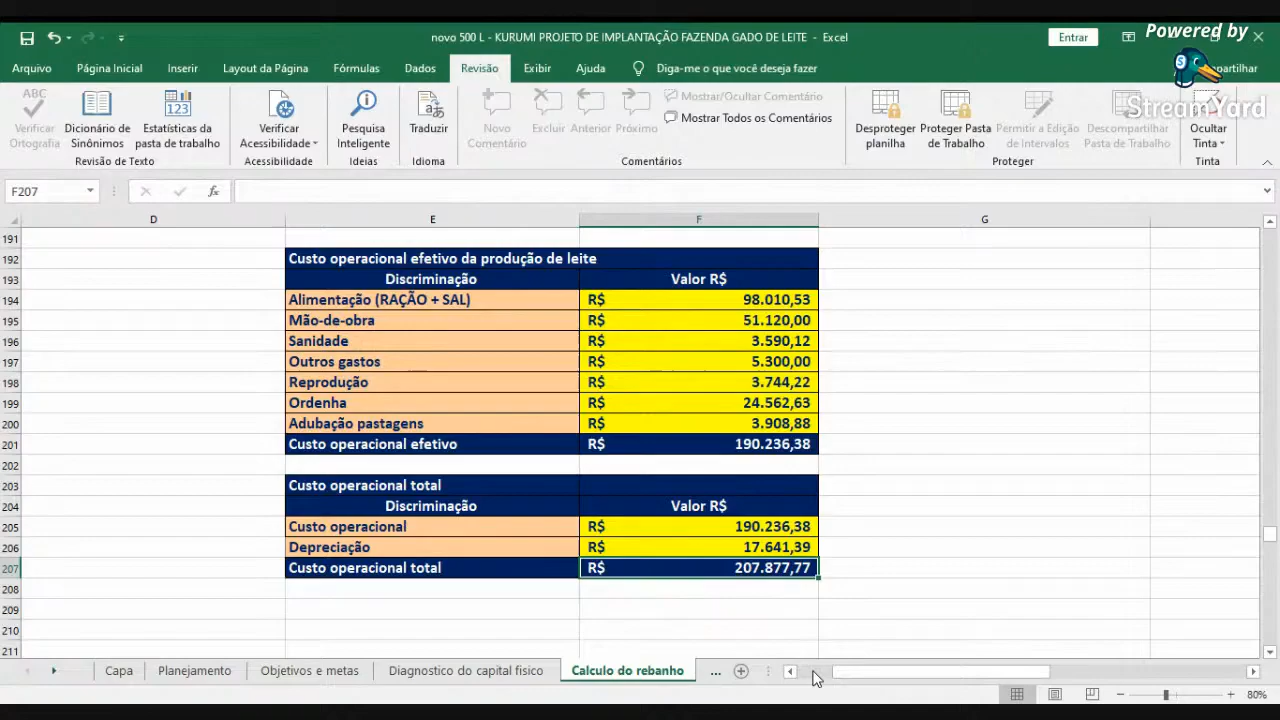 Powered by
StreamYard
novo 500 L - KURUMI PROJETO DE IMPLANTAÇÃO FAZENDA GADO DE LEITE - Excel
Entrar
Arquivo Página Inicial Inserir Layout da Página Fórmulas Dados Revisão Exibir Ajuda Diga-me o que você deseja fazer
Verificar Ortografia
Dicionário de Sinônimos
Estatísticas da pasta de trabalho
Verificar Acessibilidade
Pesquisa Inteligente
Traduzir
Novo Comentário
Excluir
Anterior
Próximo
Mostrar/Ocultar Comentário
Mostrar Todos os Comentários
Desproteger planilha
Proteger Pasta de Trabalho
Permitir a Edição de Intervalos
Descompartilhar Pasta de Trabalho
Ocultar Tinta
Revisão de Texto Acessibilidade Ideias Idioma Comentários Proteger Tinta
F207 fx
D E F G
191
192 Custo operacional efetivo da produção de leite
193 Discriminação Valor R$
194 Alimentação (RAÇÃO + SAL) R$ 98.010,53
195 Mão-de-obra R$ 51.120,00
196 Sanidade R$ 3.590,12
197 Outros gastos R$ 5.300,00
198 Reprodução R$ 3.744,22
199 Ordenha R$ 24.562,63
200 Adubação pastagens R$ 3.908,88
201 Custo operacional efetivo R$ 190.236,38
202
203 Custo operacional total
204 Discriminação Valor R$
205 Custo operacional R$ 190.236,38
206 Depreciação R$ 17.641,39
207 Custo operacional total R$ 207.877,77
208
209
210
211
Capa Planejamento Objetivos e metas Diagnostico do capital fisico Calculo do rebanho ...
80%